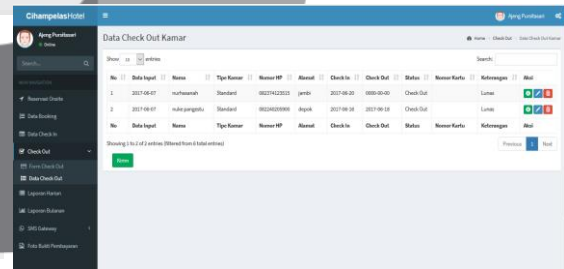 CihampelasHotel
Ajeng Purnitasari
Ajeng Purnitasari
Online
Data Check Out Kamar
Home Check Out Data Check Out Kamar
Search...
Show 10 entries
Search:
No Data Input Nama Tipe Kamar Nomor HP Alamat Check In Check Out Status Nomor Kartu Keterangan Aksi
1 2017-06-07 nurhasanah Standard jambi 2017-06-20 0000-00-00 Check Out Lunas
2 2017-06-07 nuke pangestu Standard depok 2017-06-18 2017-06-18 Check Out Lunas
No Data Input Nama Tipe Kamar Nomor HP Alamat Check In Check Out Status Nomor Kartu Keterangan Aksi
Showing 1 to 2 of 2 entries (filtered from 6 total entries)
Previous 1 Next
Reservasi Onsite
Data Booking
Data Check In
Check Out
Form Check Out
Data Check Out
Laporan Harian
Laporan Bulanan
SMS Gateway
Foto Bukti Pembayaran